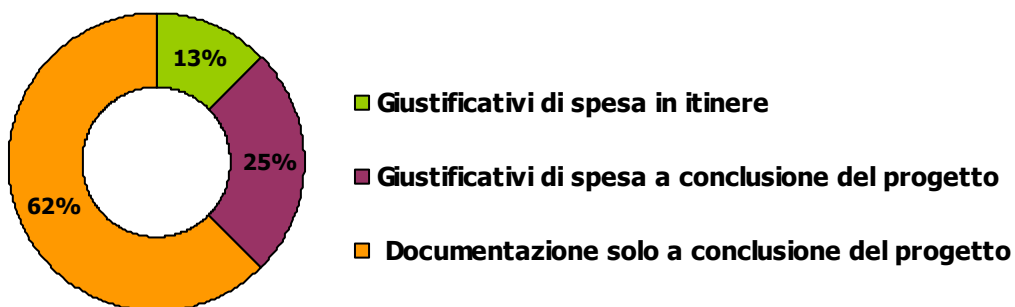 13%
Giustificativi di spesa in itinere
25%
Giustificativi di spesa a conclusione del progetto
62%
Documentazione solo a conclusione del progetto